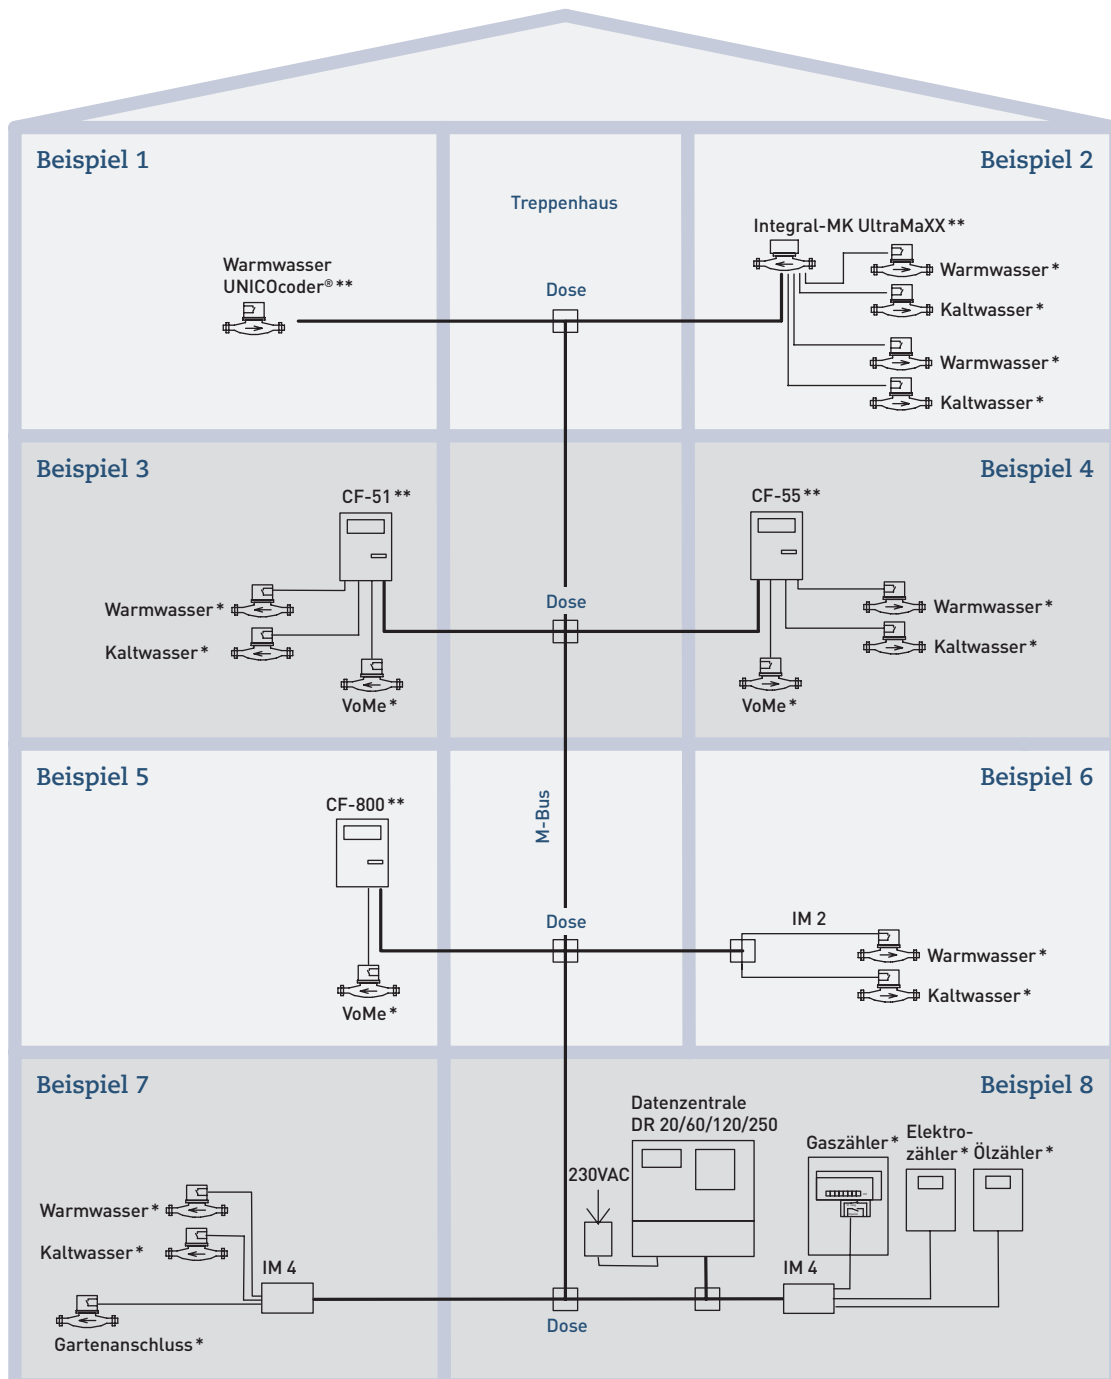 Beispiel 1
Beispiel 2
Treppenhaus
Integral-MK UltraMaXX**
Warmwasser
UNICOcoder®**
Dose
Warmwasser*
Kaltwasser*
Warmwasser*
Kaltwasser*
Beispiel 3
Beispiel 4
CF-51**
CF-55**
Dose
Warmwasser*
Kaltwasser*
VoMe*
Warmwasser*
Kaltwasser*
VoMe*
Beispiel 5
Beispiel 6
CF-800**
M-Bus
Dose
IM 2
VoMe*
Warmwasser*
Kaltwasser*
Beispiel 7
Beispiel 8
Datenzentrale
DR 20/60/120/250
230VAC
Gaszähler*
Elektro-
zähler*
Ölzähler*
Warmwasser*
Kaltwasser*
IM 4
IM 4
Gartenanschluss*
Dose